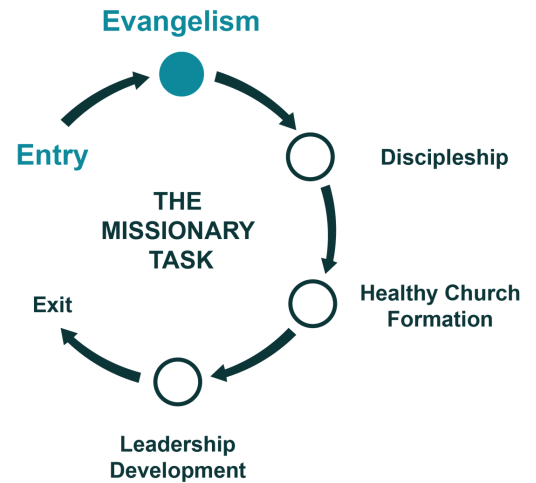 Evangelism
Entry
Discipleship
THE
MISSIONARY
TASK
Healthy Church
Formation
Exit
Leadership
Development